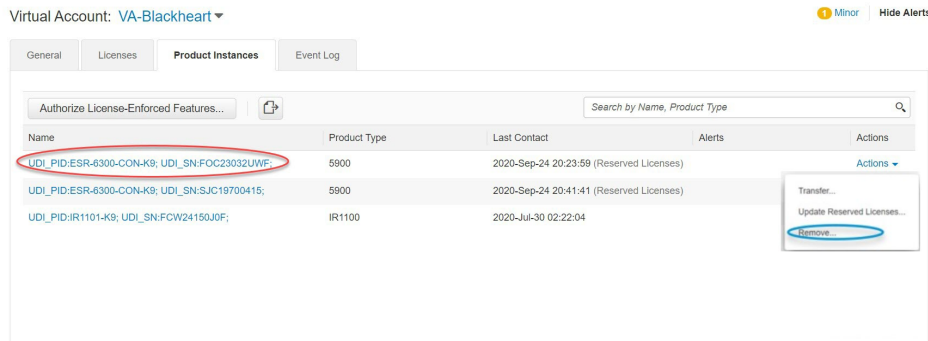 Virtual Account: VA-Blackheart
1 Minor Hide Alerts
General Licenses Product Instances Event Log
Authorize License-Enforced Features... Search by Name, Product Type
Name Product Type Last Contact Alerts Actions
UDI_PID:ESR-6300-CON-K9; UDI_SN:FOC23032UWF; 5900 2020-Sep-24 20:23:59 (Reserved Licenses) Actions
UDI_PID:ESR-6300-CON-K9; UDI_SN:SJC19700415; 5900 2020-Sep-24 20:41:41 (Reserved Licenses)
Transfer...
UDI_PID:IR1101-K9; UDI_SN:FCW24150J0F; IR1100 2020-Jul-30 02:22:04
Update Reserved Licenses...
Remove...